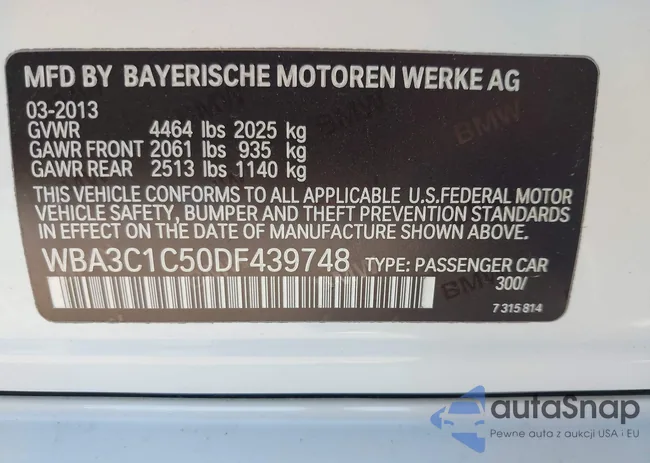 MFD BY BAYERISCHE MOTOREN WERKE AG
03-2013
GVWR 4464 lbs 2025 kg
GAWR FRONT 2061 lbs 935 kg
GAWR REAR 2513 lbs 1140 kg
THIS VEHICLE CONFORMS TO ALL APPLICABLE U.S.FEDERAL MOTOR
VEHICLE SAFETY, BUMPER AND THEFT PREVENTION STANDARDS
IN EFFECT ON THE DATE OF MANUFACTURE SHOWN ABOVE.
WBA3C1C50DF439748 TYPE: PASSENGER CAR
300/
7 315 814
BMW
BMW
autaSnap
Pewne auta z aukcji USA i EU